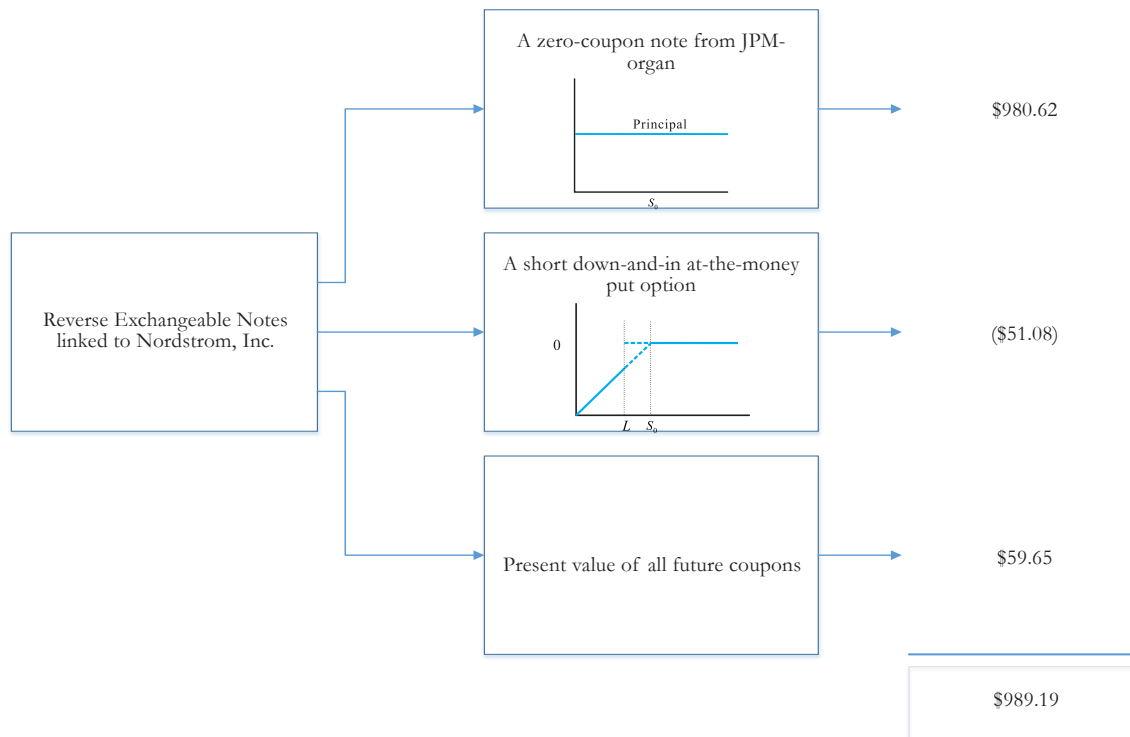 A zero-coupon note from JPM-
organ
Principal
S₀
$980.62
Reverse Exchangeable Notes
linked to Nordstrom, Inc.
A short down-and-in at-the-money
put option
0
L S₀
($51.08)
Present value of all future coupons
$59.65
$989.19